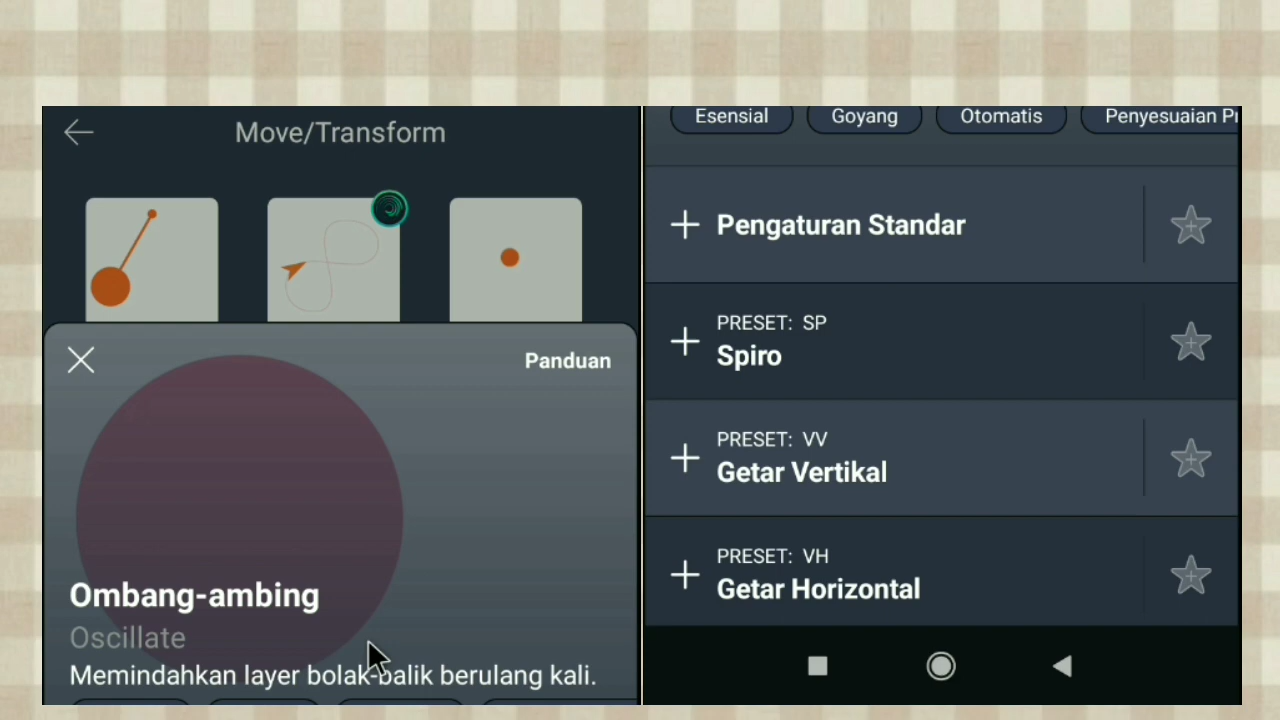 Move/Transform
Panduan
Ombang-ambing
Oscillate
Memindahkan layer bolak-balik berulang kali.
Esensial
Goyang
Otomatis
Penyesuaian
Pengaturan Standar
PRESET: SP
Spiro
PRESET: VV
Getar Vertikal
PRESET: VH
Getar Horizontal